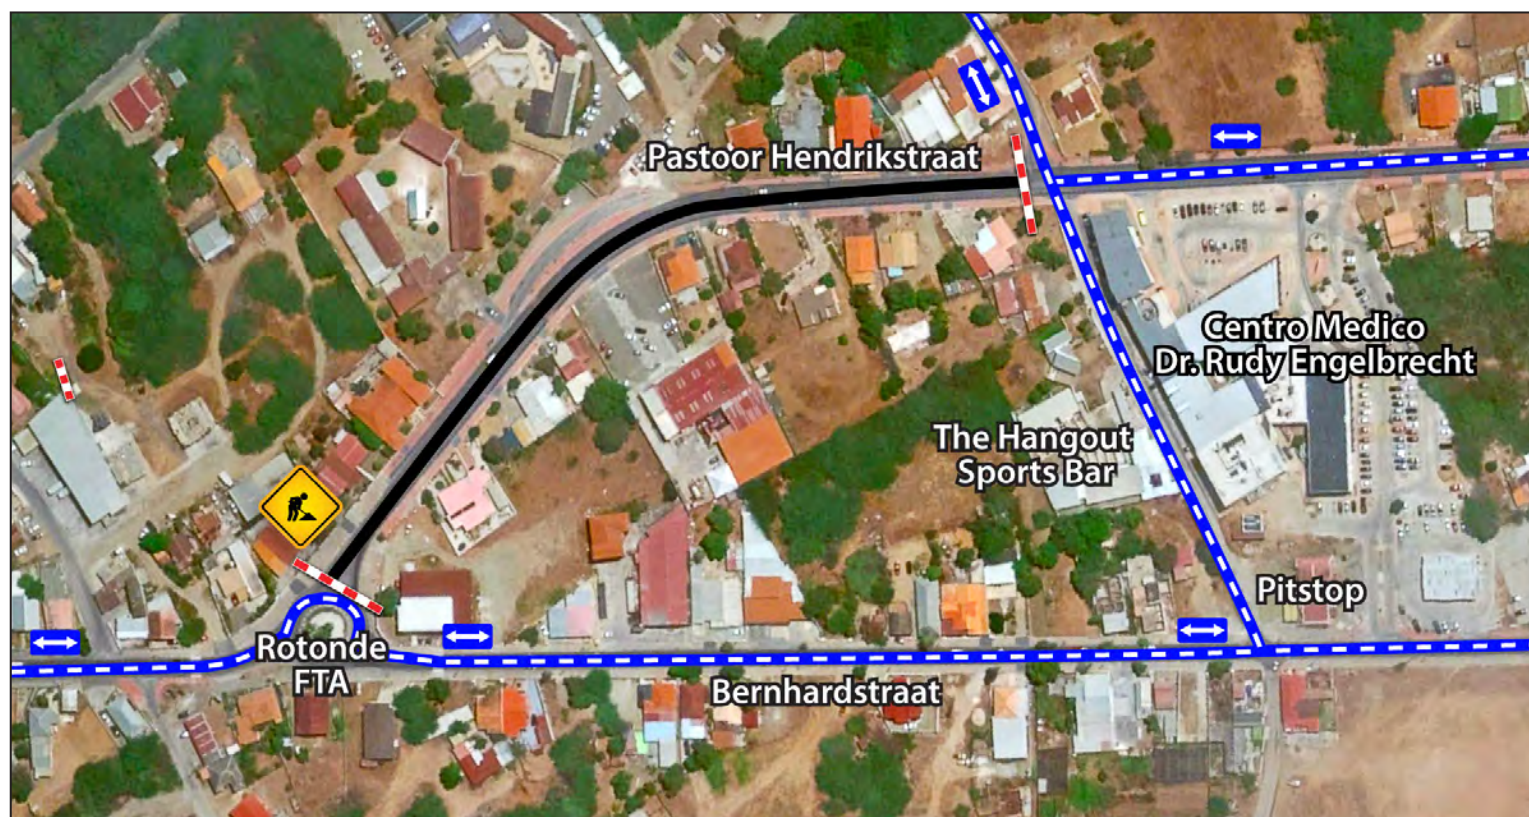 Pastoor Hendrikstraat
Centro Medico
Dr. Rudy Engelbrecht
The Hangout
Sports Bar
Pitstop
Rotonde
FTA
Bernhardstraat